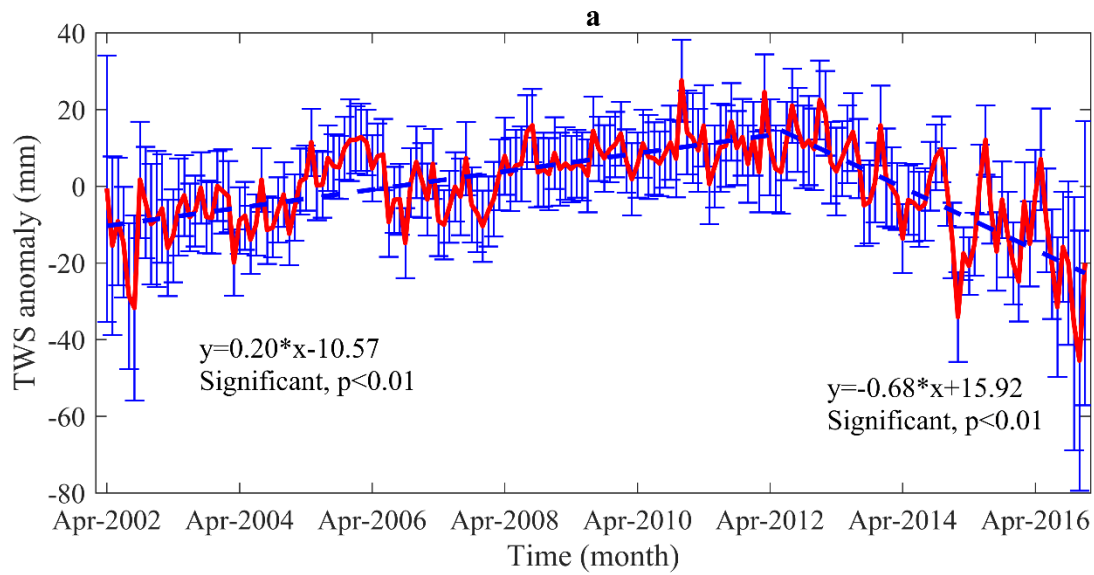 a
TWS anomaly (mm)
40
20
0
-20
-40
-60
-80
y=0.20*x-10.57
Significant, p<0.01
y=-0.68*x+15.92
Significant, p<0.01
Apr-2002 Apr-2004 Apr-2006 Apr-2008 Apr-2010 Apr-2012 Apr-2014 Apr-2016
Time (month)